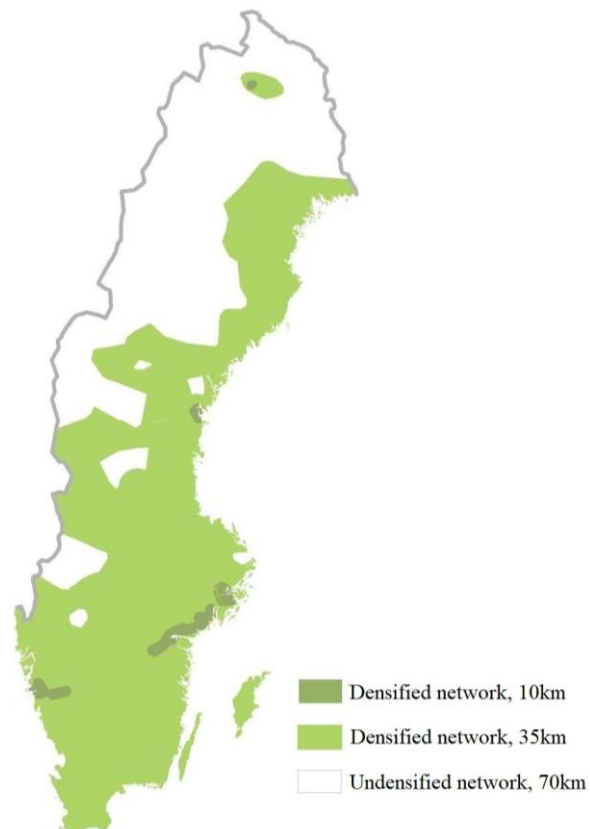 Densified network, 10km
Densified network, 35km
Undensified network, 70km